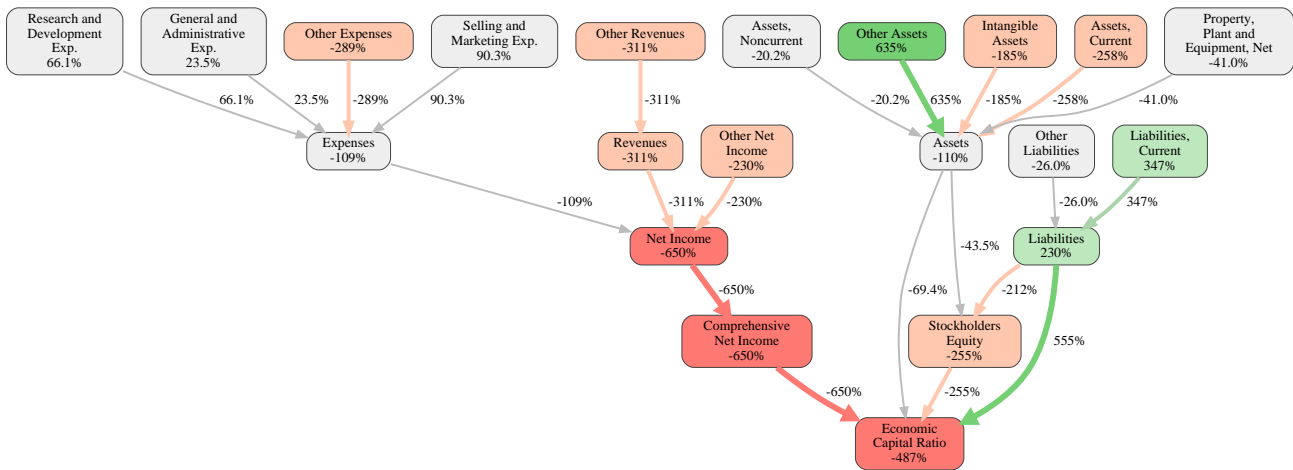 Research and
Development
Exp.
66.1%
General and
Administrative
Exp.
23.5%
Other Expenses
-289%
Selling and
Marketing Exp.
90.3%
Other Revenues
-311%
Assets,
Noncurrent
-20.2%
Other Assets
635%
Intangible
Assets
-185%
Assets,
Current
-258%
Property,
Plant and
Equipment, Net
-41.0%
66.1%
23.5%
-289%
90.3%
-311%
-20.2%
635%
-185%
-258%
-41.0%
Expenses
-109%
Revenues
-311%
Other Net
Income
-230%
Assets
-110%
Other
Liabilities
-26.0%
Liabilities,
Current
347%
-109%
-311%
-230%
-26.0%
347%
Net Income
-650%
-43.5%
Liabilities
230%
-650%
-69.4%
-212%
Comprehensive
Net Income
-650%
Stockholders
Equity
-255%
555%
-650%
-255%
Economic
Capital Ratio
-487%